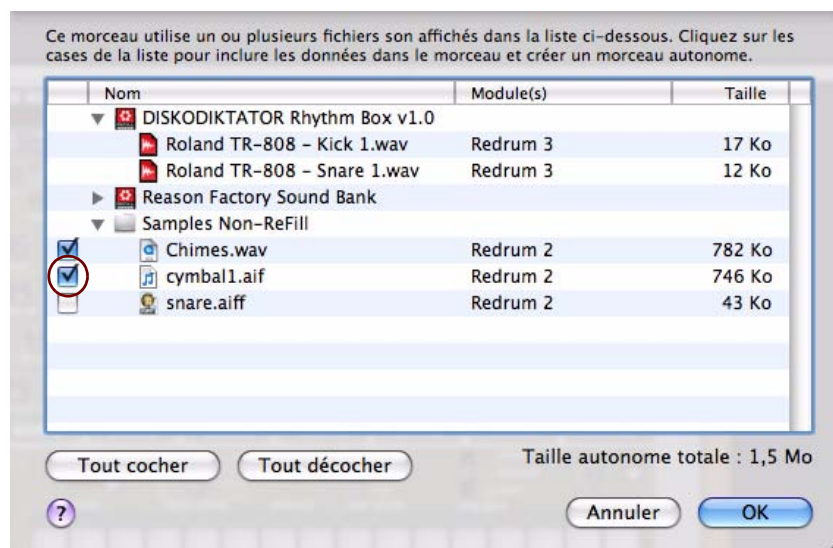 Ce morceau utilise un ou plusieurs fichiers son affichés dans la liste ci-dessous. Cliquez sur les
cases de la liste pour inclure les données dans le morceau et créer un morceau autonome.
Nom Module(s) Taille
DISKODIKTATOR Rhythm Box v1.0
Roland TR-808 - Kick 1.wav Redrum 3 17 Ko
Roland TR-808 - Snare 1.wav Redrum 3 12 Ko
Reason Factory Sound Bank
Samples Non-ReFill
Chimes.wav Redrum 2 782 Ko
cymbal1.aif Redrum 2 746 Ko
snare.aiff Redrum 2 43 Ko
Tout cocher Tout décocher Taille autonome totale : 1,5 Mo
? Annuler OK